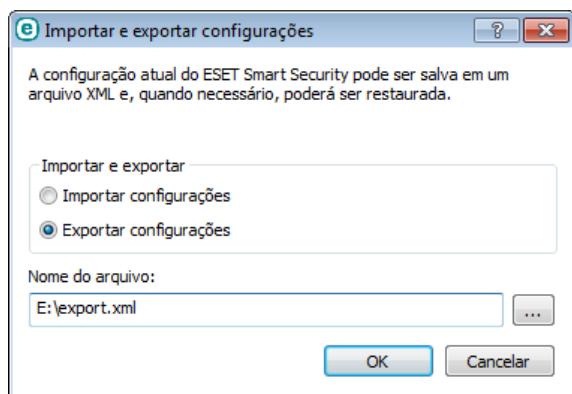 Importar e exportar configurações
A configuração atual do ESET Smart Security pode ser salva em um
arquivo XML e, quando necessário, poderá ser restaurada.
Importar e exportar
Importar configurações
Exportar configurações
Nome do arquivo:
E:\export.xml
...
OK
Cancelar